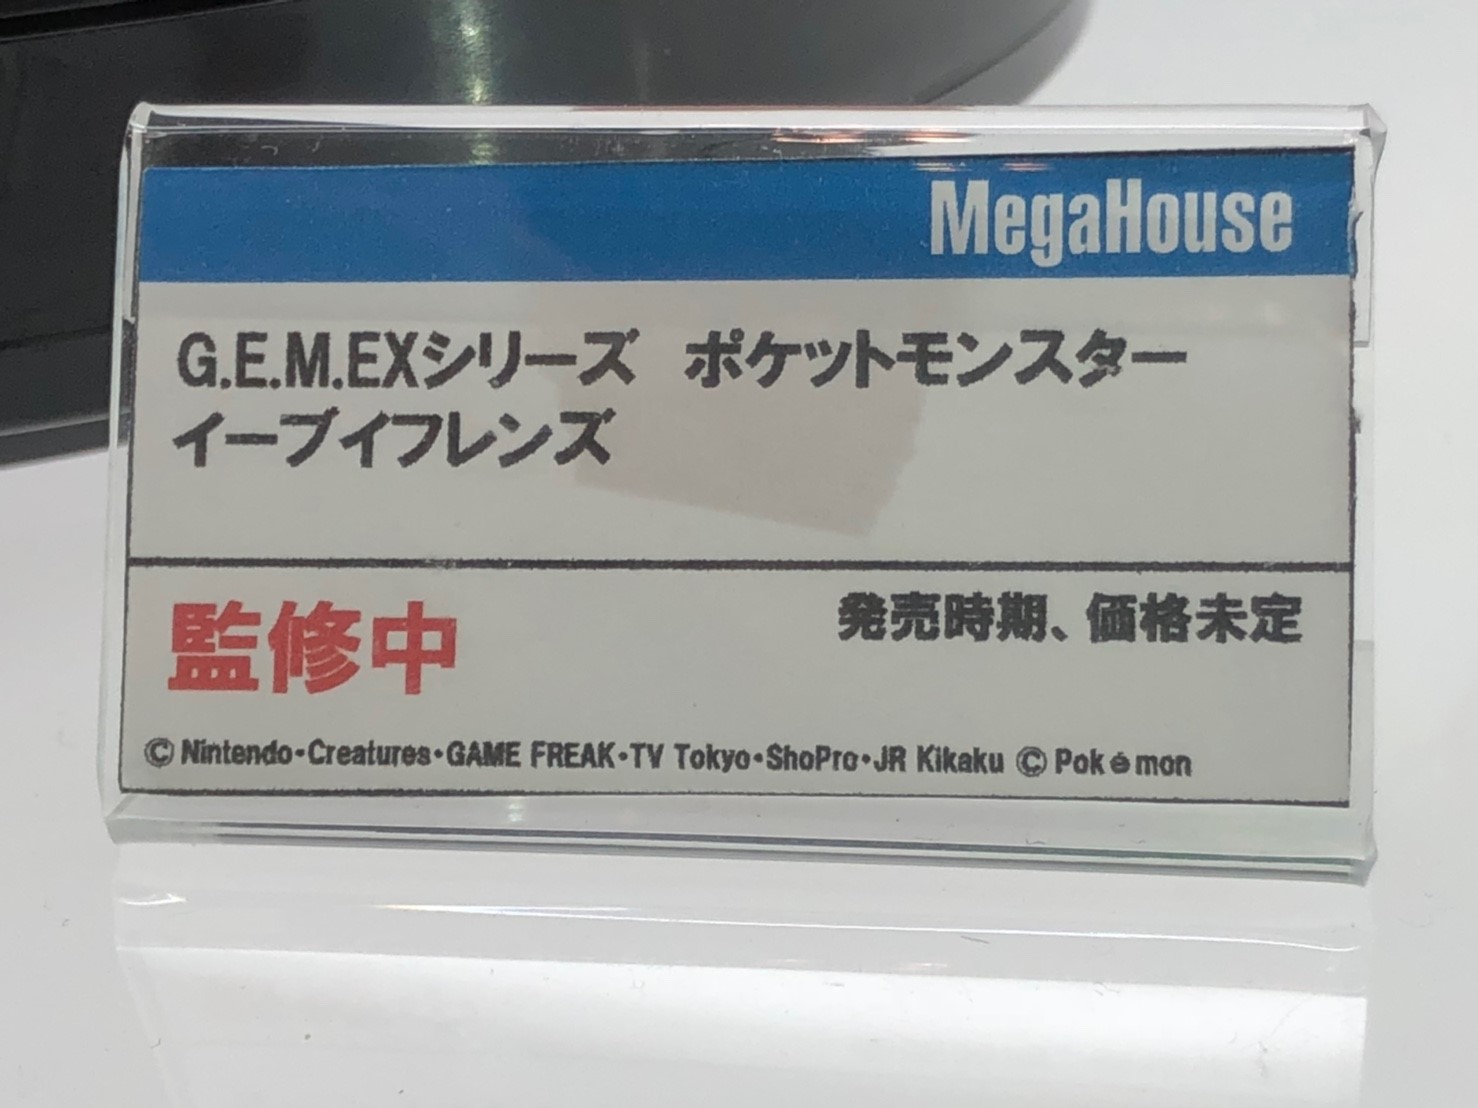 MegaHouse
G.E.M.EXシリーズ　ポケットモンスター
イーブイフレンズ
監修中
発売時期、価格未定
©Nintendo・Creatures・GAME FREAK・TV Tokyo・ShoPro・JR Kikaku ©Pokémon